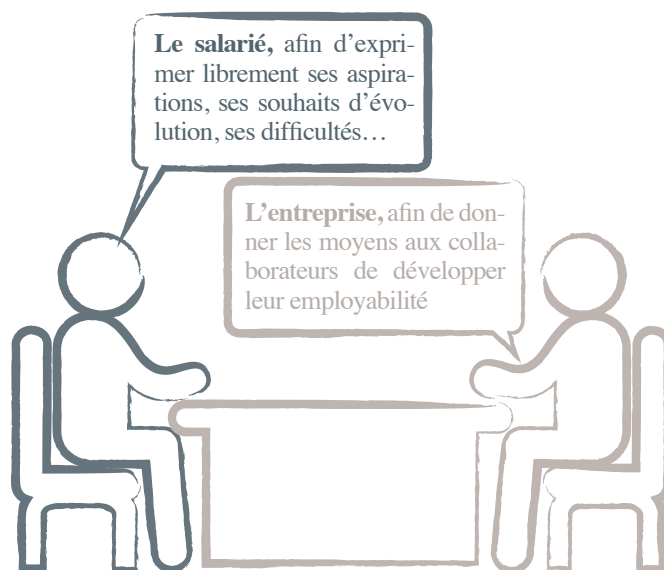 Le salarié, afin d’expri-
mer librement ses aspira-
tions, ses souhaits d’évo-
lution, ses difficultés…
L’entreprise, afin de don-
ner les moyens aux colla-
borateurs de développer
leur employabilité